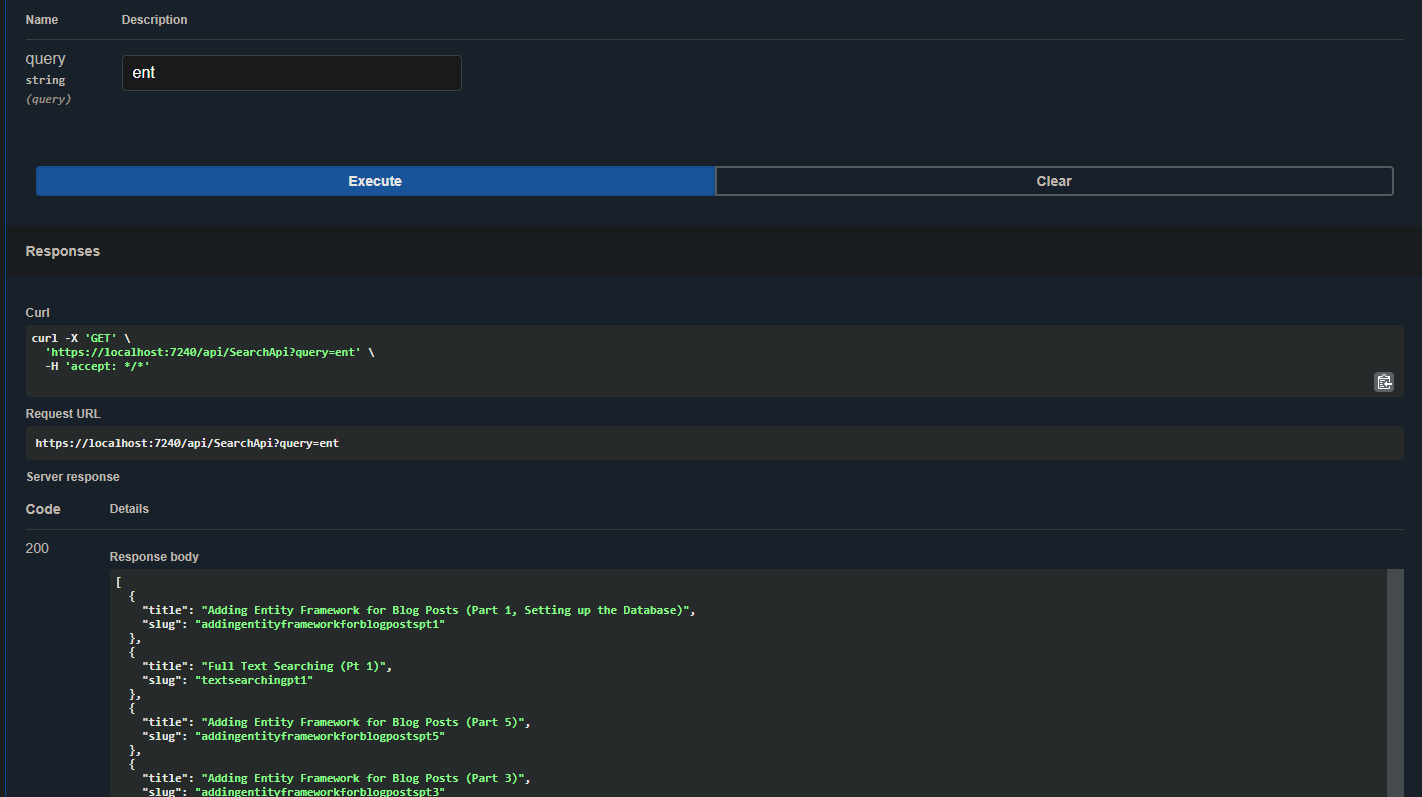 Name Description
query
string
(query)
ent
Execute Clear
Responses
Curl
curl -X 'GET' \
'https://localhost:7240/api/SearchApi?query=ent' \
-H 'accept: */*'
Request URL
https://localhost:7240/api/SearchApi?query=ent
Server response
Code Details
200
Response body
[
{
"title": "Adding Entity Framework for Blog Posts (Part 1, Setting up the Database)",
"slug": "addingentityframeworkforblogpostspt1"
},
{
"title": "Full Text Searching (Pt 1)",
"slug": "textsearchingpt1"
},
{
"title": "Adding Entity Framework for Blog Posts (Part 5)",
"slug": "addingentityframeworkforblogpostspt5"
},
{
"title": "Adding Entity Framework for Blog Posts (Part 3)",
"slug": "addingentityframeworkforblogpostspt3"